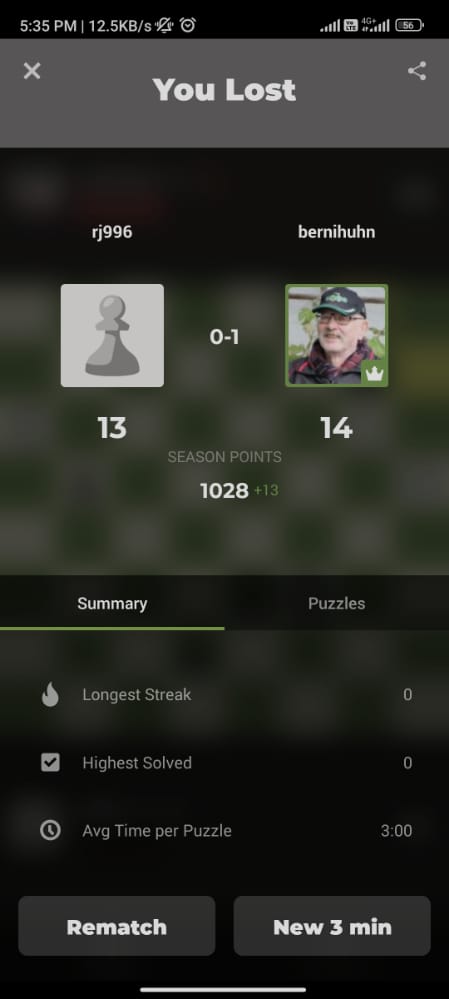 5:35 PM | 12.5KB/s
4G+
56
You Lost
rj996
bernihuhn
0-1
13
14
SEASON POINTS
1028 +13
Summary
Puzzles
Longest Streak
0
Highest Solved
0
Avg Time per Puzzle
3:00
Rematch
New 3 min